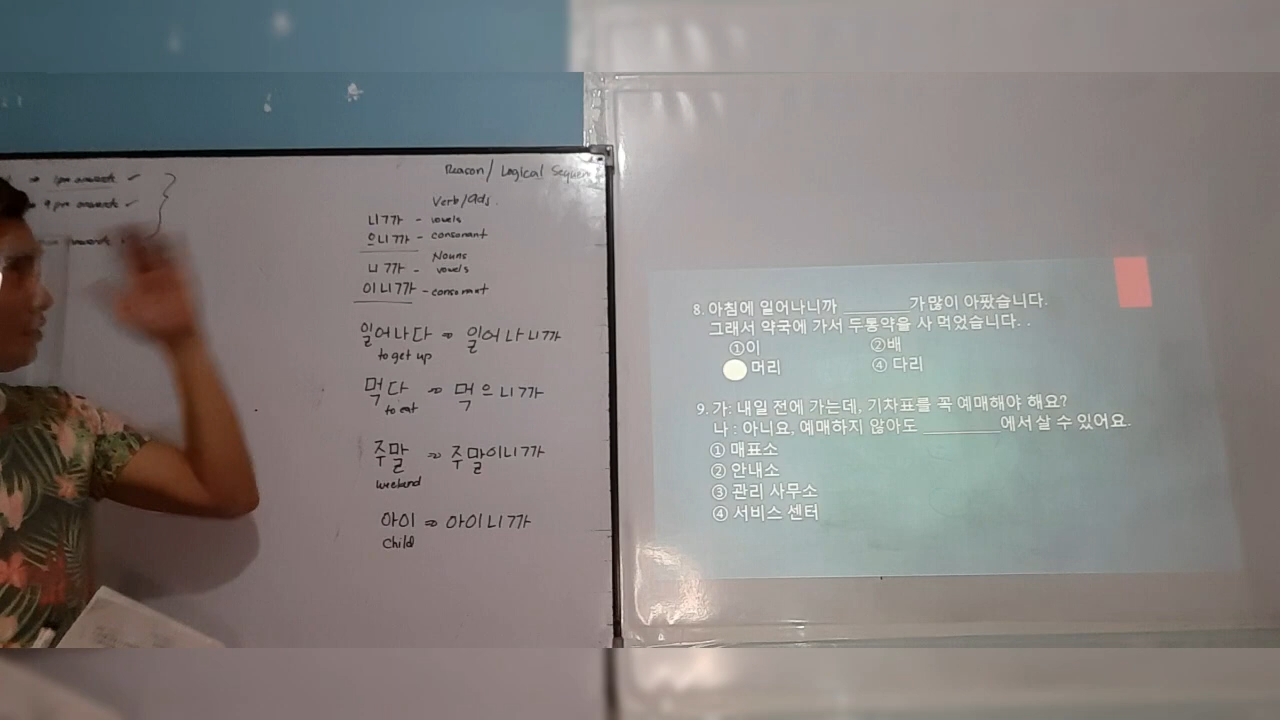 1pm onwards ✓
9pm onwards ✓
onwards
Reason/ Logical Sequen
Verb/Adj.
니까 - vowels
으니까 - consonant
Nouns
니까 - vowels
이니까 - consonant
일어나다 ⇒ 일어나니까
to get up
먹다 ⇒ 먹으니까
to eat
주말 ⇒ 주말이니까
weekend
아이 ⇒ 아이니까
child
8. 아침에 일어나니까 ________가 많이 아팠습니다.
그래서 약국에 가서 두통약을 사 먹었습니다. .
①이 ②배
머리 ④ 다리
9. 가: 내일 전에 가는데, 기차표를 꼭 예매해야 해요?
나 : 아니요, 예매하지 않아도 _________에서 살 수 있어요.
① 매표소
② 안내소
③ 관리 사무소
④ 서비스 센터